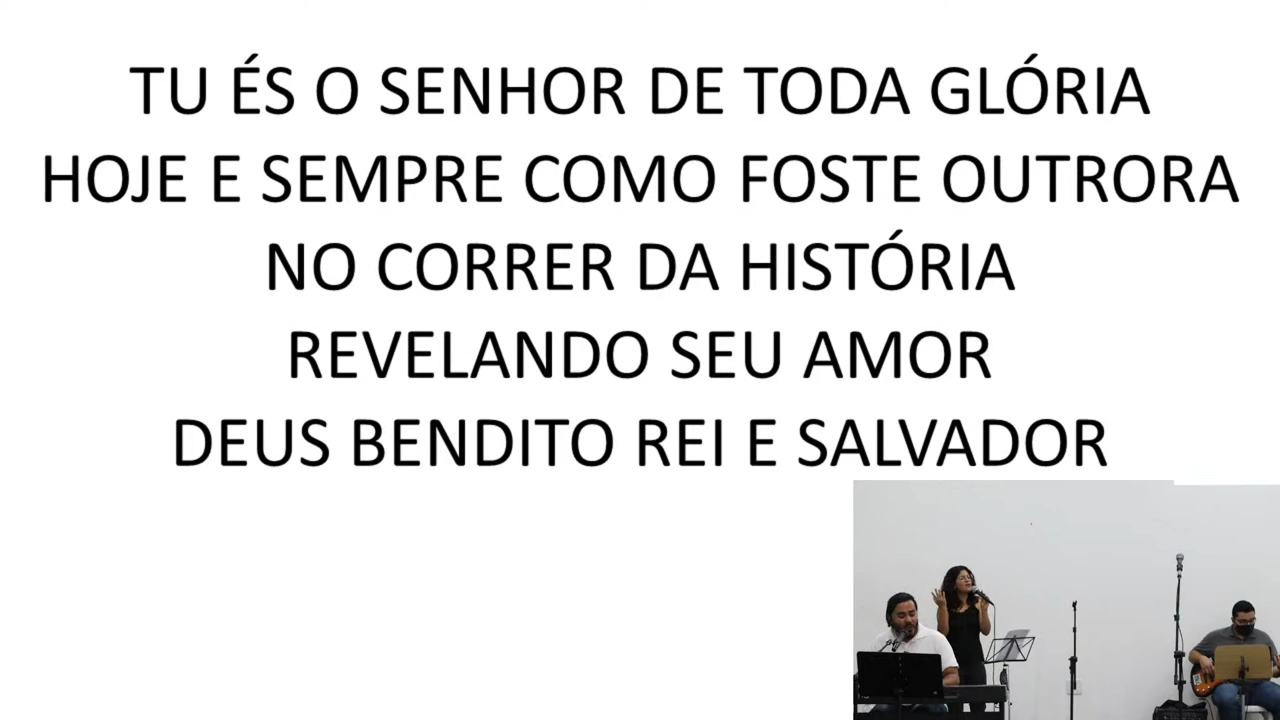 TU ÉS O SENHOR DE TODA GLÓRIA
HOJE E SEMPRE COMO FOSTE OUTRORA
NO CORRER DA HISTÓRIA
REVELANDO SEU AMOR
DEUS BENDITO REI E SALVADOR